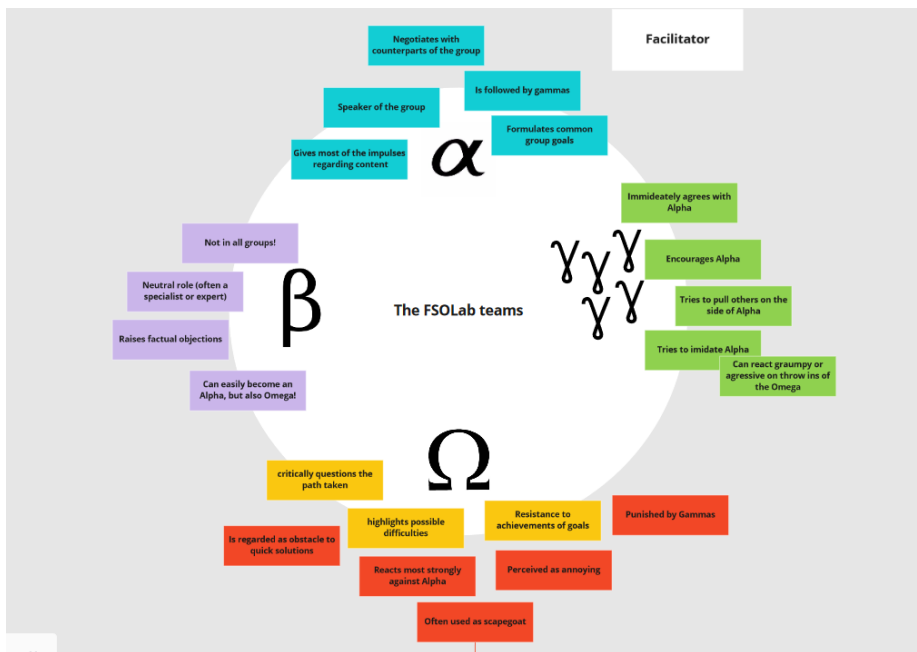 Facilitator
Negotiates with
counterparts of the group
Is followed by gammas
Speaker of the group
Formulates common
group goals
Gives most of the impulses
regarding content
α
Immideately agrees with
Alpha
Not in all groups!
γ γ γ
γ γ
Encourages Alpha
Neutral role (often a
specialist or expert)
β
Tries to pull others on the
side of Alpha
The FSOLab teams
Raises factual objections
Tries to imidate Alpha
Can react graumpy or
agressive on throw ins of
the Omega
Can easily become an
Alpha, but also Omega!
Ω
critically questions the
path taken
highlights possible
difficulties
Resistance to
achievements of goals
Punished by Gammas
Is regarded as obstacle to
quick solutions
Reacts most strongly
against Alpha
Perceived as annoying
Often used as scapegoat